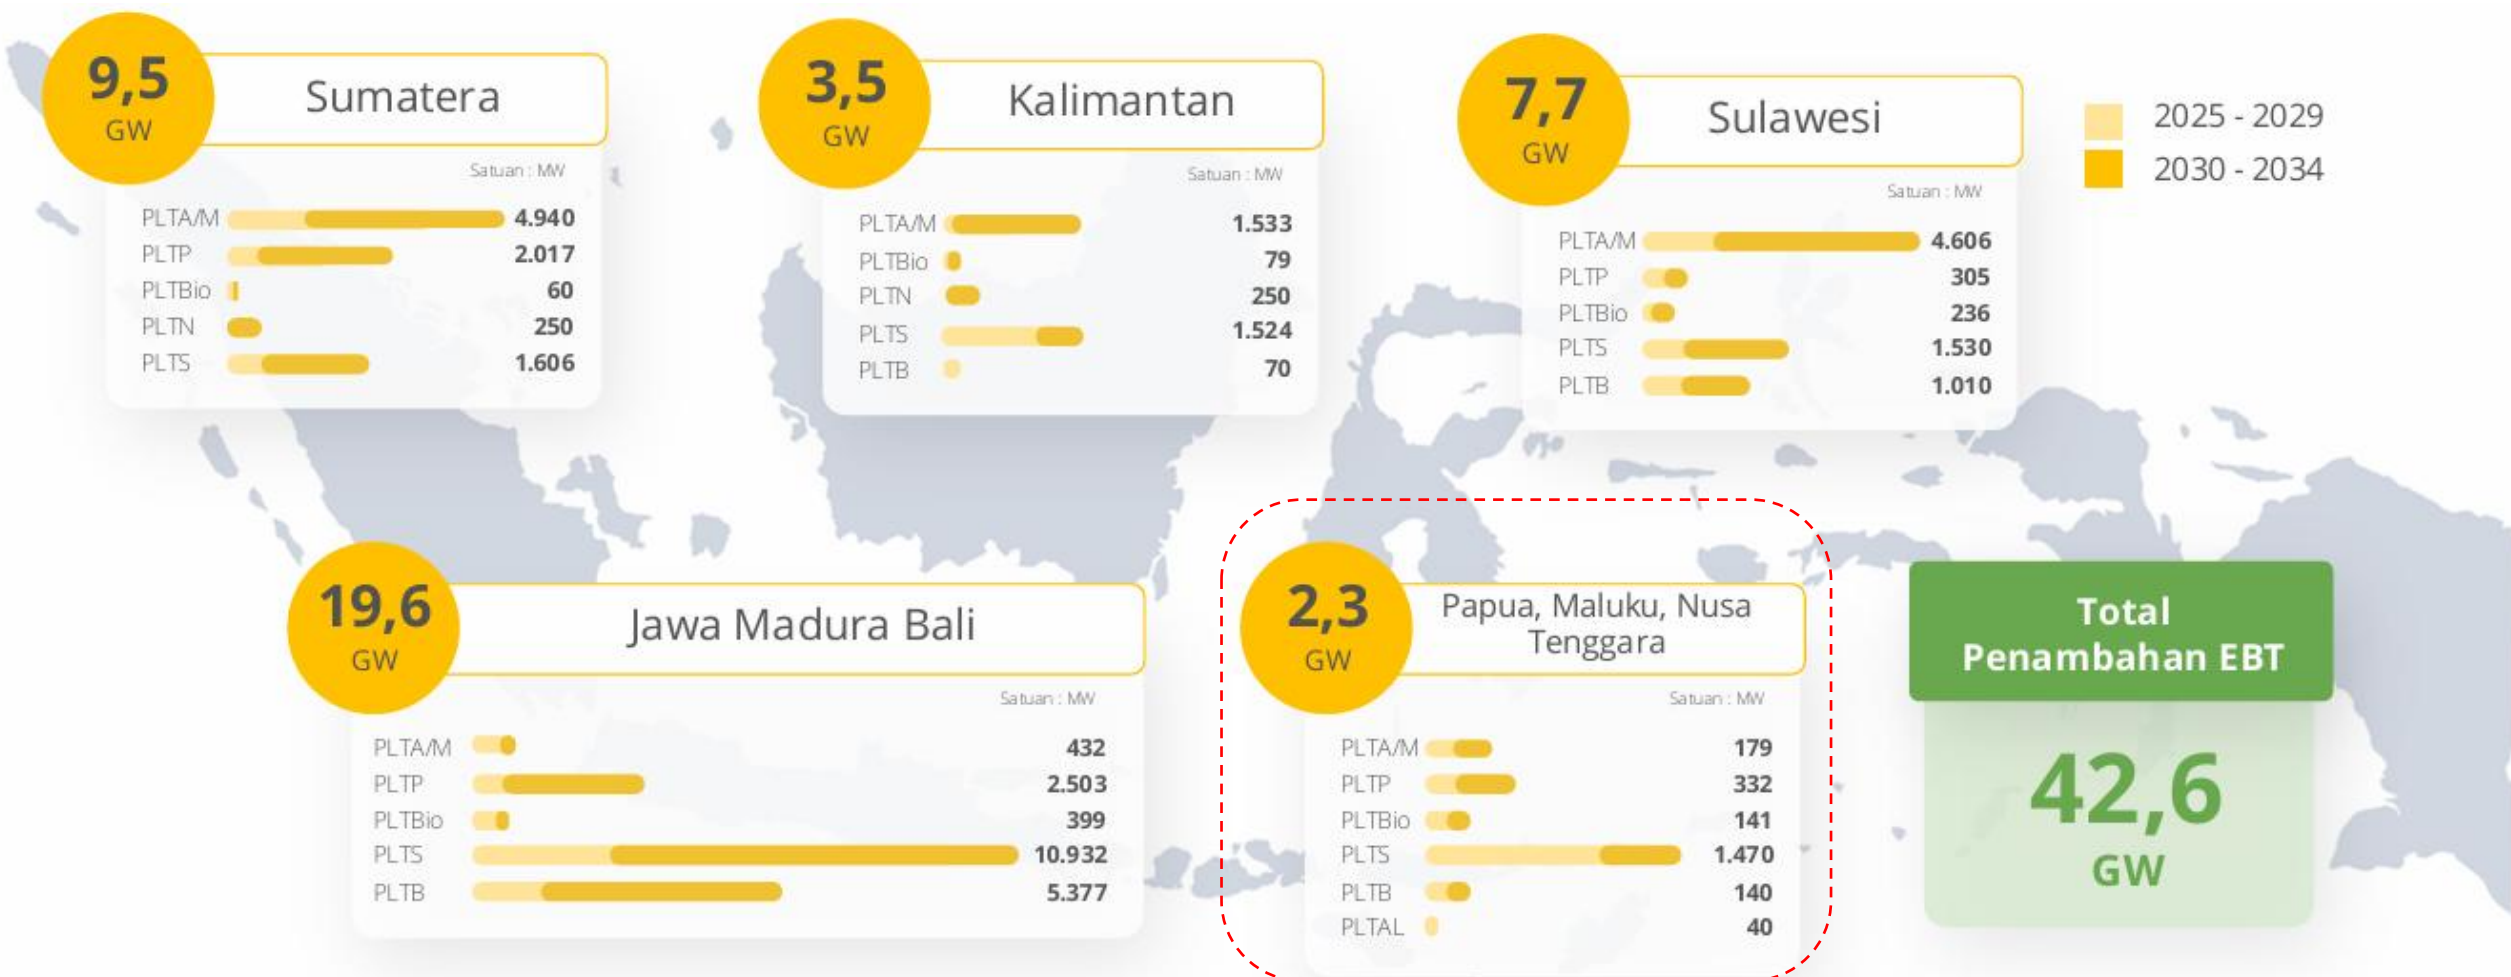 9,5
GW
Sumatera
Satuan : MW
PLTA/M 4.940
PLTP 2.017
PLTBio 60
PLTN 250
PLTS 1.606
3,5
GW
Kalimantan
Satuan : MW
PLTA/M 1.533
PLTBio 79
PLTN 250
PLTS 1.524
PLTB 70
7,7
GW
Sulawesi
Satuan : MW
PLTA/M 4.606
PLTP 305
PLTBio 236
PLTS 1.530
PLTB 1.010
2025 - 2029
2030 - 2034
19,6
GW
Jawa Madura Bali
Satuan : MW
PLTA/M 432
PLTP 2.503
PLTBio 399
PLTS 10.932
PLTB 5.377
2,3
GW
Papua, Maluku, Nusa
Tenggara
Satuan : MW
PLTA/M 179
PLTP 332
PLTBio 141
PLTS 1.470
PLTB 140
PLTAL 40
Total
Penambahan EBT
42,6
GW